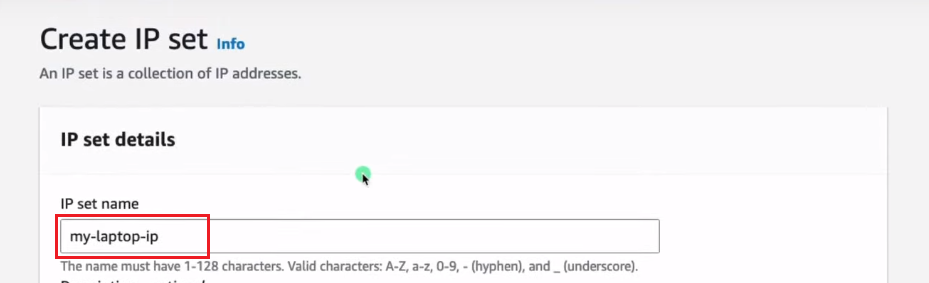 Create IP set Info
An IP set is a collection of IP addresses.
IP set details
IP set name
my-laptop-ip
The name must have 1-128 characters. Valid characters: A-Z, a-z, 0-9, - (hyphen), and _ (underscore).